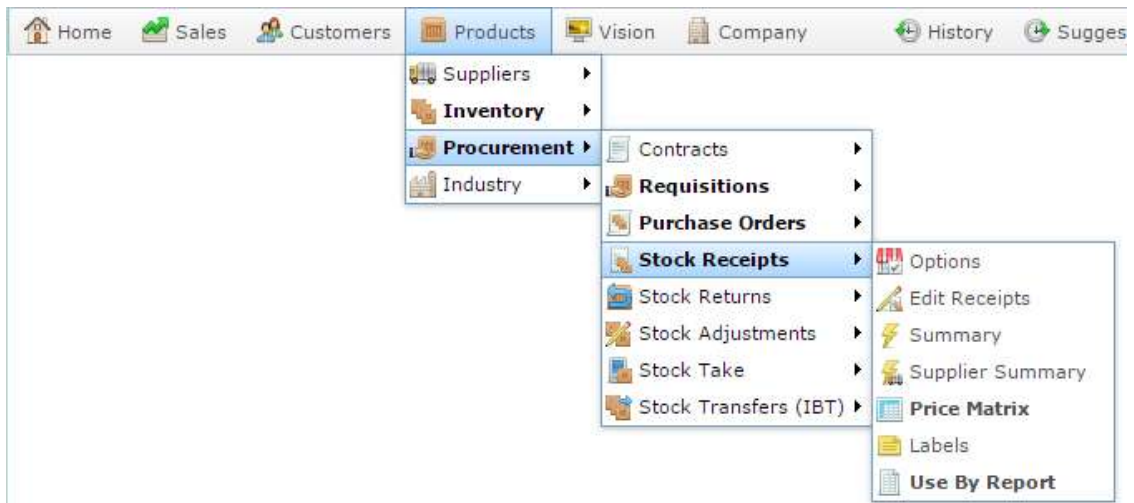 Home Sales Customers Products Vision Company History Sugges
Suppliers
Inventory
Procurement
Industry
Contracts
Requisitions
Purchase Orders
Stock Receipts
Stock Returns
Stock Adjustments
Stock Take
Stock Transfers (IBT)
Options
Edit Receipts
Summary
Supplier Summary
Price Matrix
Labels
Use By Report